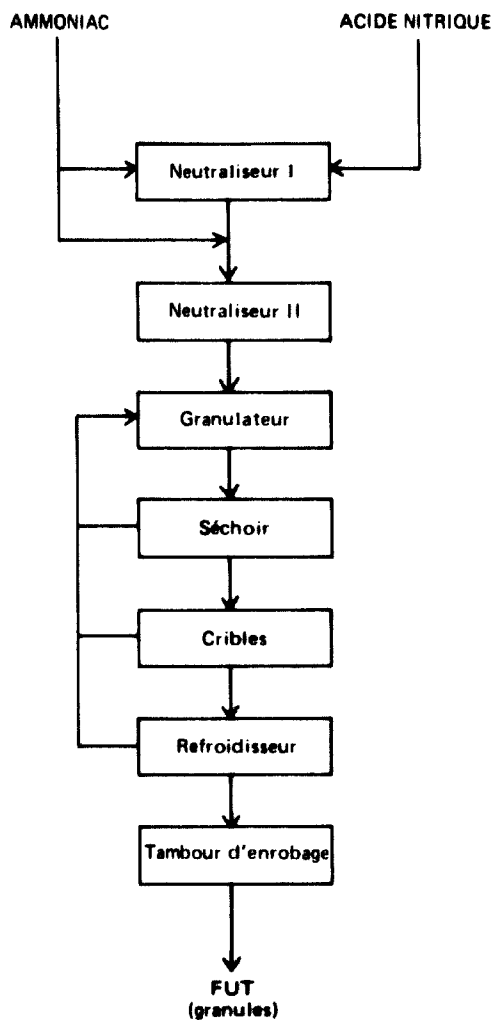 AMMONIAC
ACIDE NITRIQUE
Neutraliseur I
Neutraliseur II
Granulateur
Séchoir
Cribles
Refroidisseur
Tambour d'enrobage
FUT
(granules)